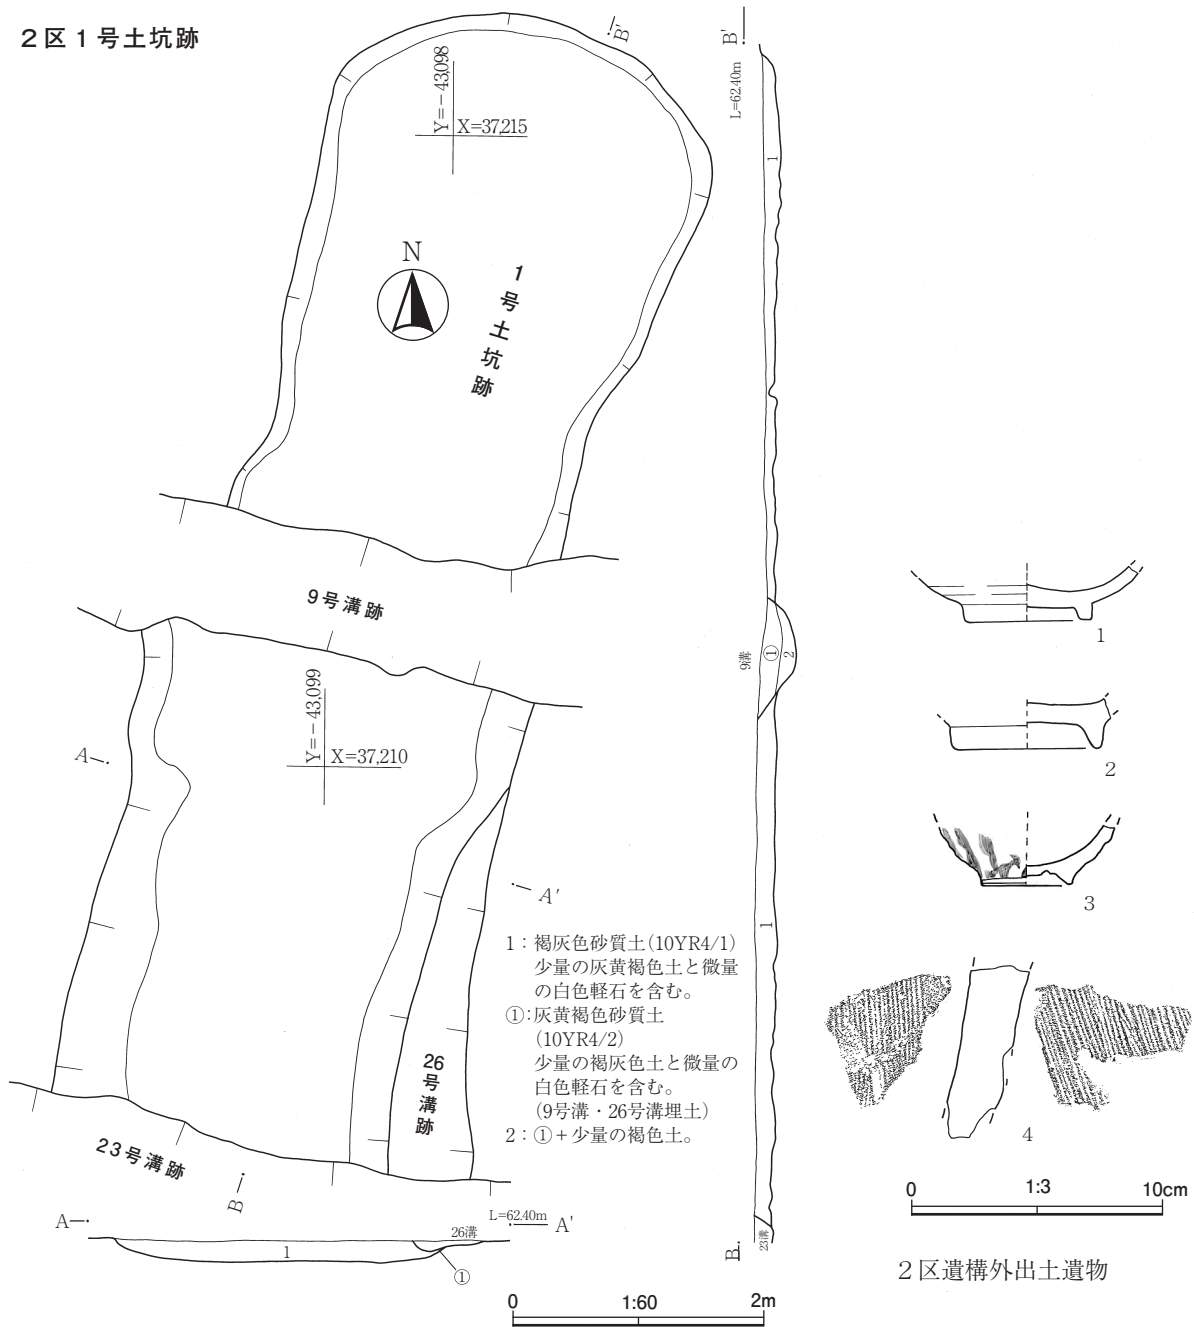 2区1号土坑跡
B'
B'
L=62.40m
Y=−43,098
X=37,215
1
N
1号土坑跡
9号溝跡
9溝
①
2
1
2
3
4
Y=−43,099
X=37,210
A
A'
1
1：褐灰色砂質土(10YR4/1)
少量の灰黄褐色土と微量
の白色軽石を含む。
①：灰黄褐色砂質土
(10YR4/2)
少量の褐灰色土と微量の
白色軽石を含む。
(9号溝・26号溝埋土)
2：①＋少量の褐色土。
26号溝跡
23号溝跡
B
A
L=62.40m
A'
26溝
1
①
B
23溝
0 1:3 10cm
2区遺構外出土遺物
0 1:60 2m